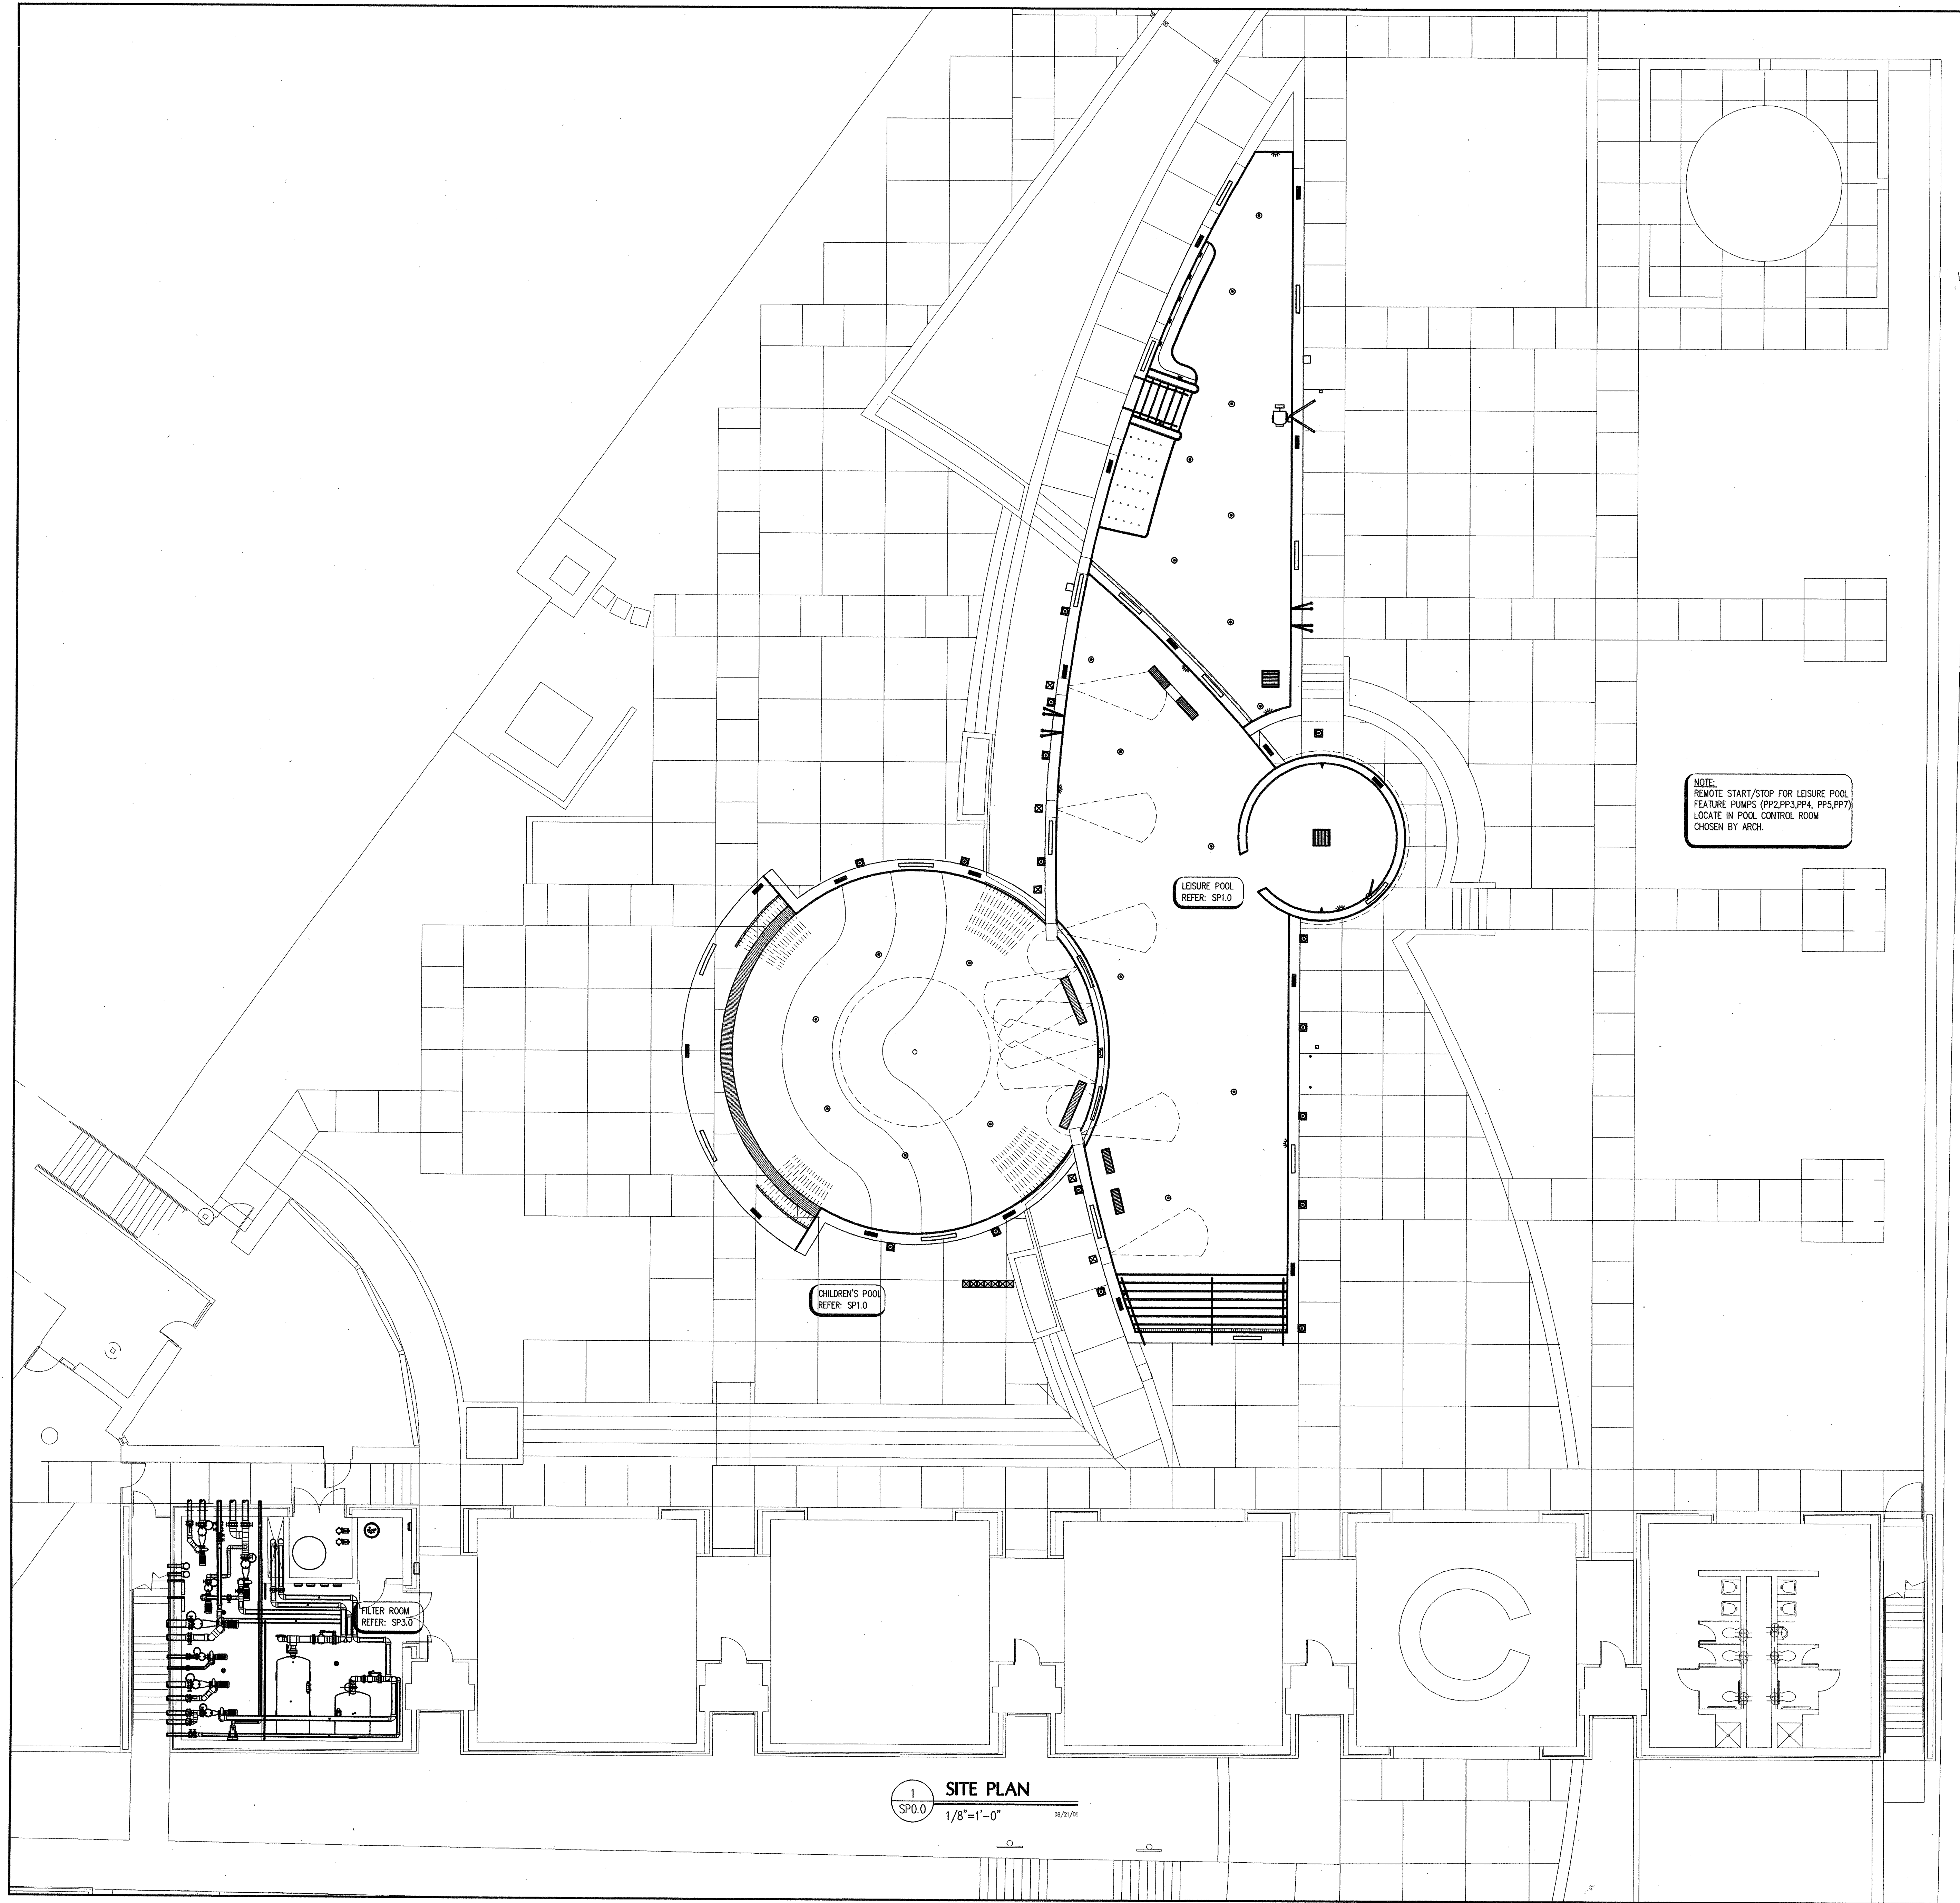 NOTE:
REMOTE START/STOP FOR LEISURE POOL
FEATURE PUMPS (PP2,PP3,PP4, PP5,PP7)
LOCATE IN POOL CONTROL ROOM
CHOSEN BY ARCH.
LEISURE POOL
REFER: SP1.0
CHILDREN'S POOL
REFER: SP1.0
FILTER ROOM
REFER: SP3.0
1
SP0.0
SITE PLAN
1/8"=1'-0"
08/21/01